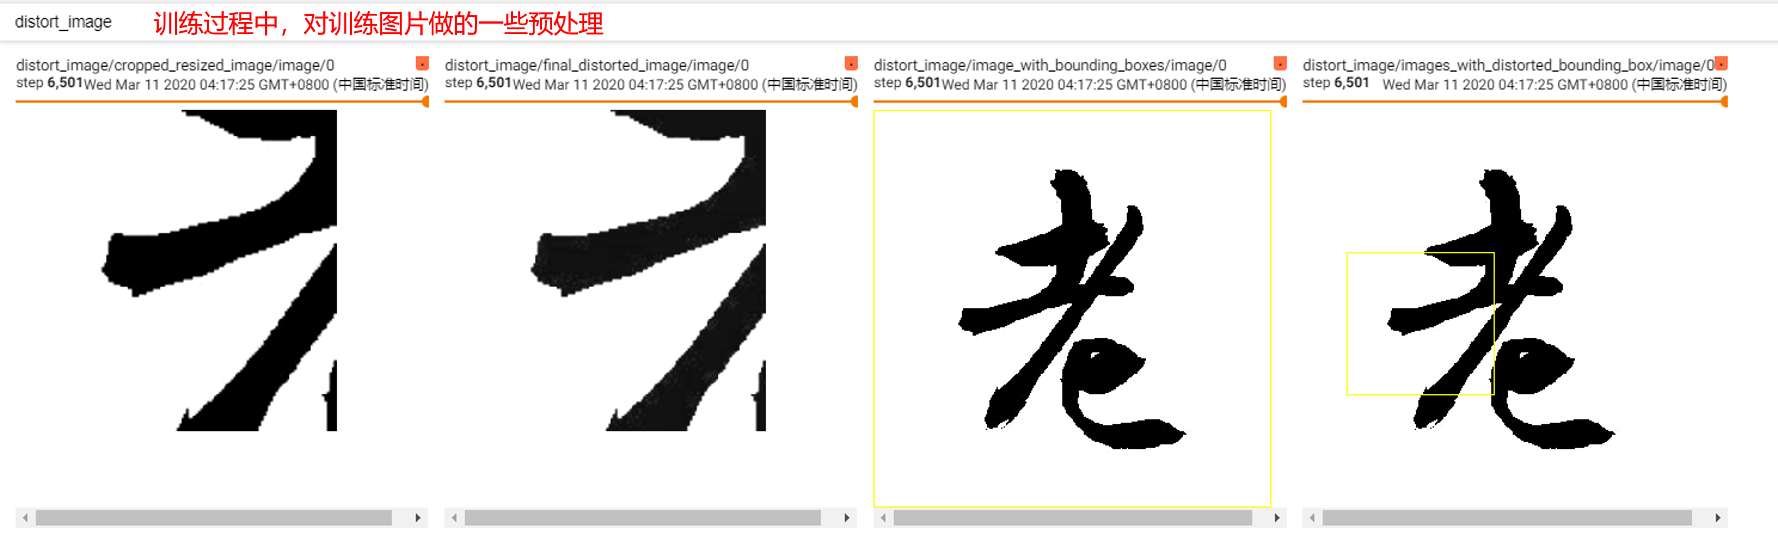 distort_image 训练过程中，对训练图片做的一些预处理
distort_image/cropped_resized_image/image/0
step 6,501 Wed Mar 11 2020 04:17:25 GMT+0800 (中国标准时间)
distort_image/final_distorted_image/image/0
step 6,501 Wed Mar 11 2020 04:17:25 GMT+0800 (中国标准时间)
distort_image/image_with_bounding_boxes/image/0
step 6,501 Wed Mar 11 2020 04:17:25 GMT+0800 (中国标准时间)
老
distort_image/images_with_distorted_bounding_box/image/0
step 6,501 Wed Mar 11 2020 04:17:25 GMT+0800 (中国标准时间)
老